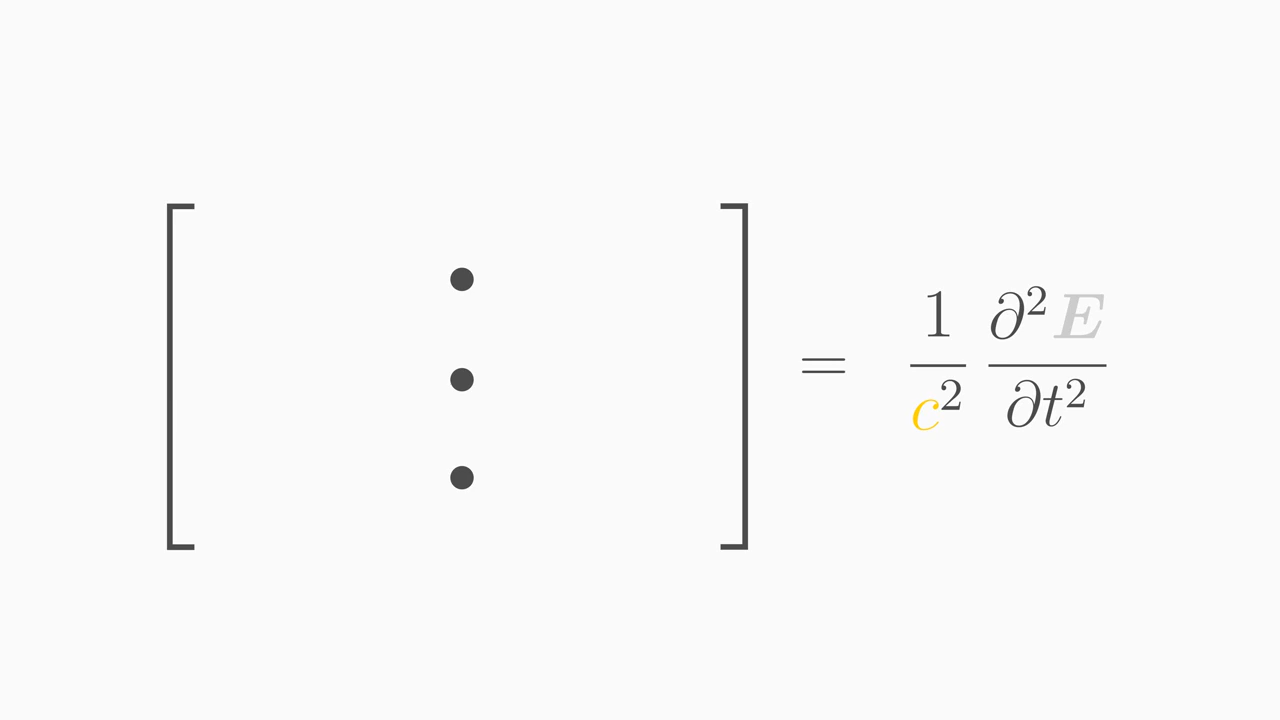 [ ⋮ ] = 1/c² ∂²E/∂t²